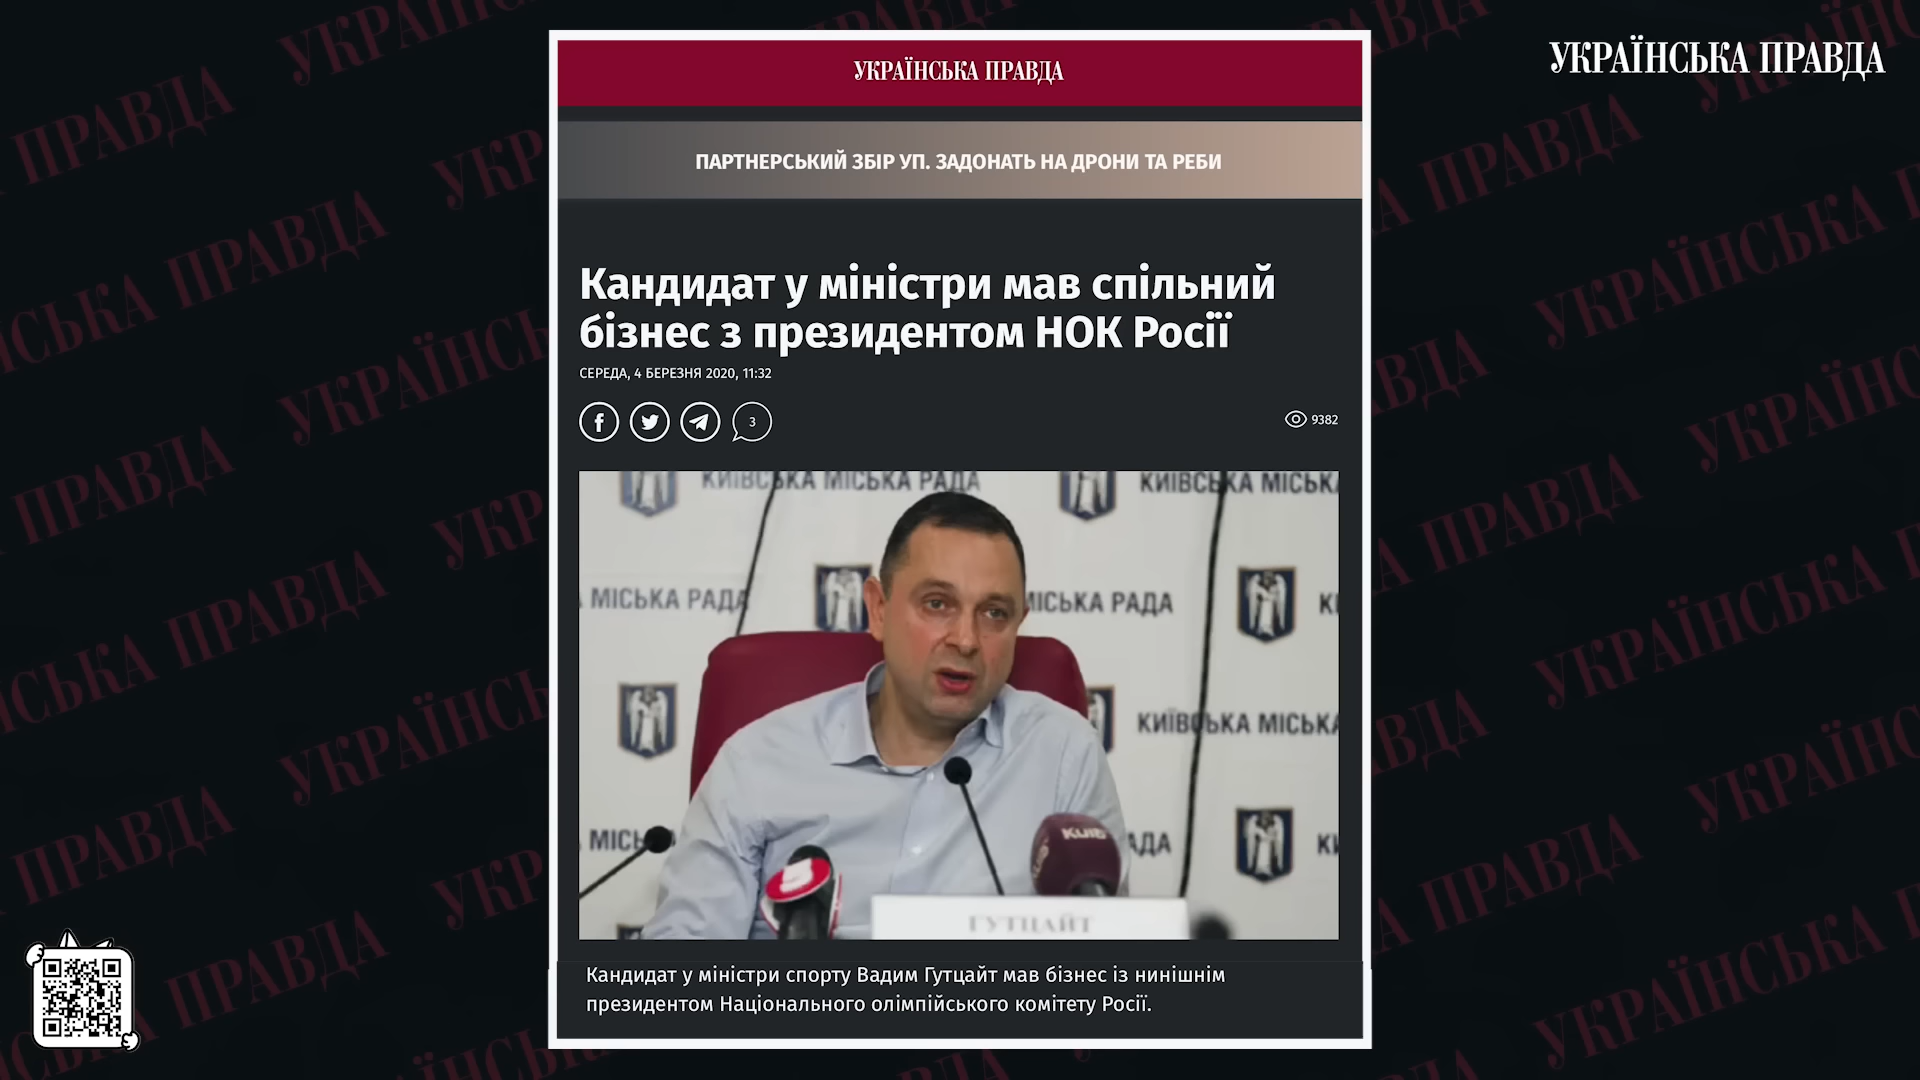 УКРАЇНСЬКА ПРАВДА
УКРАЇНСЬКА ПРАВДА
ПАРТНЕРСЬКИЙ ЗБІР УП. ЗАДОНАТЬ НА ДРОНИ ТА РЕБИ
Кандидат у міністри мав спільний
бізнес з президентом НОК Росії
СЕРЕДА, 4 БЕРЕЗНЯ 2020, 11:32
3
9382
КИЇВСЬКА МІСЬКА РАДА
КИЇВСЬКА МІСЬКА
МІСЬКА РАДА
МІСЬКА РАДА
КИЇВСЬКА МІСЬКА
РАДА
КИЇВ
ГУТЦАЙТ
Кандидат у міністри спорту Вадим Гутцайт мав бізнес із нинішнім
президентом Національного олімпійського комітету Росії.